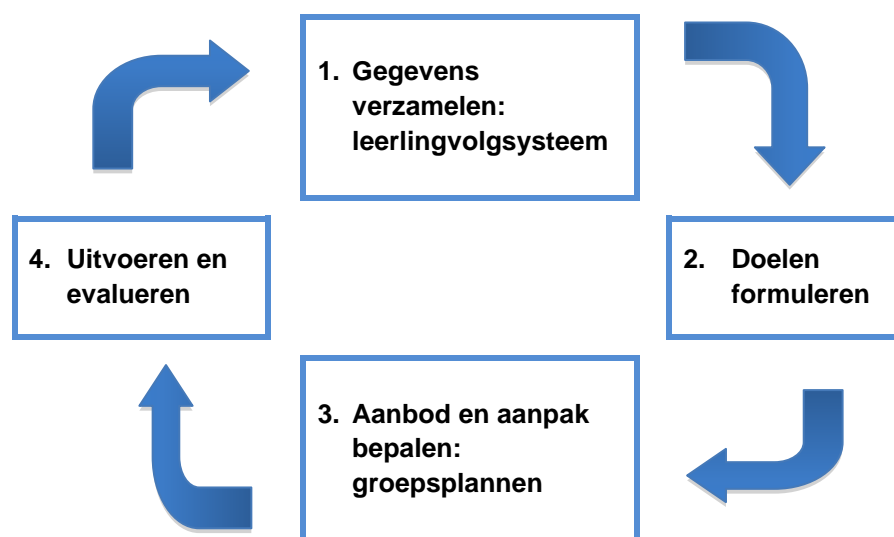 1. Gegevens
verzamelen:
leerlingvolgsysteem
2. Doelen
formuleren
3. Aanbod en aanpak
bepalen:
groepsplannen
4. Uitvoeren en
evalueren